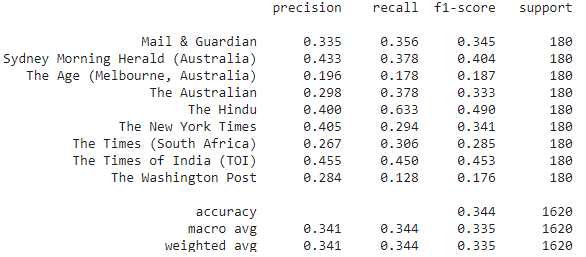 precision recall f1-score support
Mail & Guardian 0.335 0.356 0.345 180
Sydney Morning Herald (Australia) 0.433 0.378 0.404 180
The Age (Melbourne, Australia) 0.196 0.178 0.187 180
The Australian 0.298 0.378 0.333 180
The Hindu 0.400 0.633 0.490 180
The New York Times 0.405 0.294 0.341 180
The Times (South Africa) 0.267 0.306 0.285 180
The Times of India (TOI) 0.455 0.450 0.453 180
The Washington Post 0.284 0.128 0.176 180
accuracy 0.344 1620
macro avg 0.341 0.344 0.335 1620
weighted avg 0.341 0.344 0.335 1620